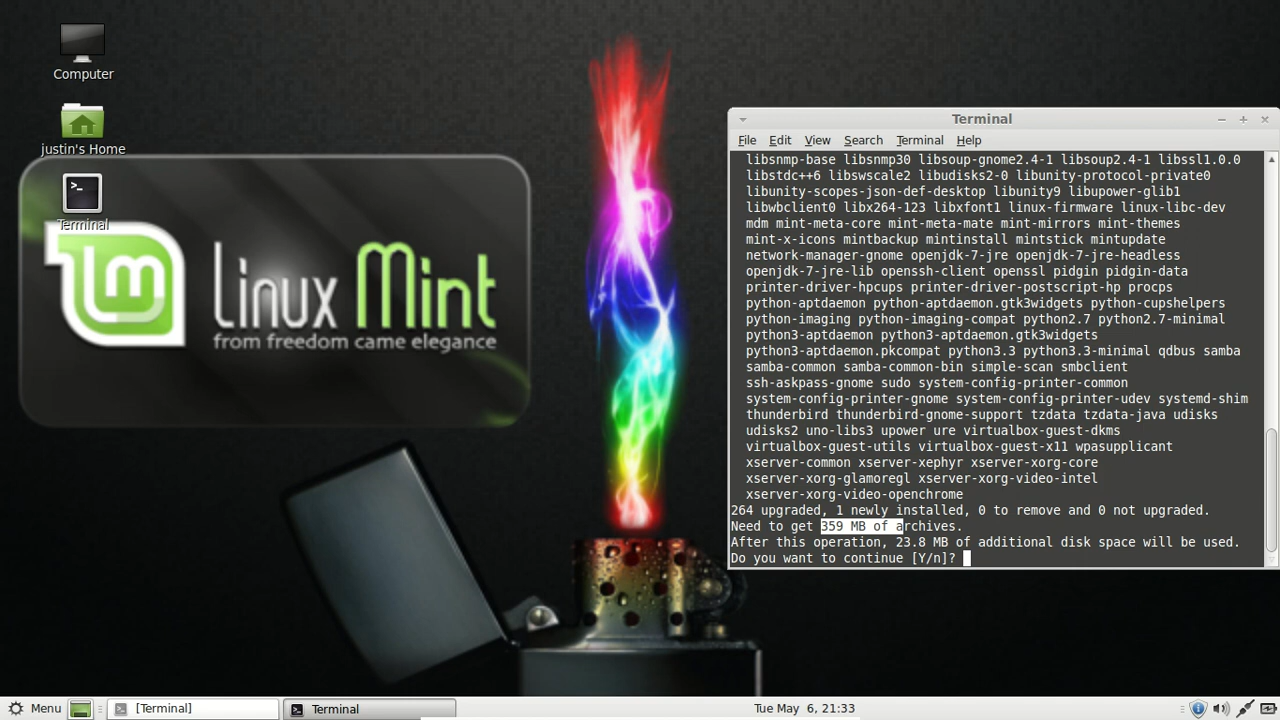 Computer
justin's Home
Terminal
Linux Mint
from freedom came elegance
Terminal
File Edit View Search Terminal Help
libsnmp-base libsnmp30 libsoup-gnome2.4-1 libsoup2.4-1 libssl1.0.0
libstdc++6 libswscale2 libudisks2-0 libunity-protocol-private0
libunity-scopes-json-def-desktop libunity9 libupower-glib1
libwbclient0 libx264-123 libxfont1 linux-firmware linux-libc-dev
mdm mint-meta-core mint-meta-mate mint-mirrors mint-themes
mint-x-icons mintbackup mintinstall mintstick mintupdate
network-manager-gnome openjdk-7-jre openjdk-7-jre-headless
openjdk-7-jre-lib openssh-client openssl pidgin pidgin-data
printer-driver-hpcups printer-driver-postscript-hp procps
python-aptdaemon python-aptdaemon.gtk3widgets python-cupshelpers
python-imaging python-imaging-compat python2.7 python2.7-minimal
python3-aptdaemon python3-aptdaemon.gtk3widgets
python3-aptdaemon.pkcompat python3.3 python3.3-minimal qdbus samba
samba-common samba-common-bin simple-scan smbclient
ssh-askpass-gnome sudo system-config-printer-common
system-config-printer-gnome system-config-printer-udev systemd-shim
thunderbird thunderbird-gnome-support tzdata tzdata-java udisks
udisks2 uno-libs3 upower ure virtualbox-guest-dkms
virtualbox-guest-utils virtualbox-guest-x11 wpasupplicant
xserver-common xserver-xephyr xserver-xorg-core
xserver-xorg-glamoregl xserver-xorg-video-intel
xserver-xorg-video-openchrome
264 upgraded, 1 newly installed, 0 to remove and 0 not upgraded.
Need to get 359 MB of archives.
After this operation, 23.8 MB of additional disk space will be used.
Do you want to continue [Y/n]?
Menu [Terminal] Terminal Tue May 6, 21:33